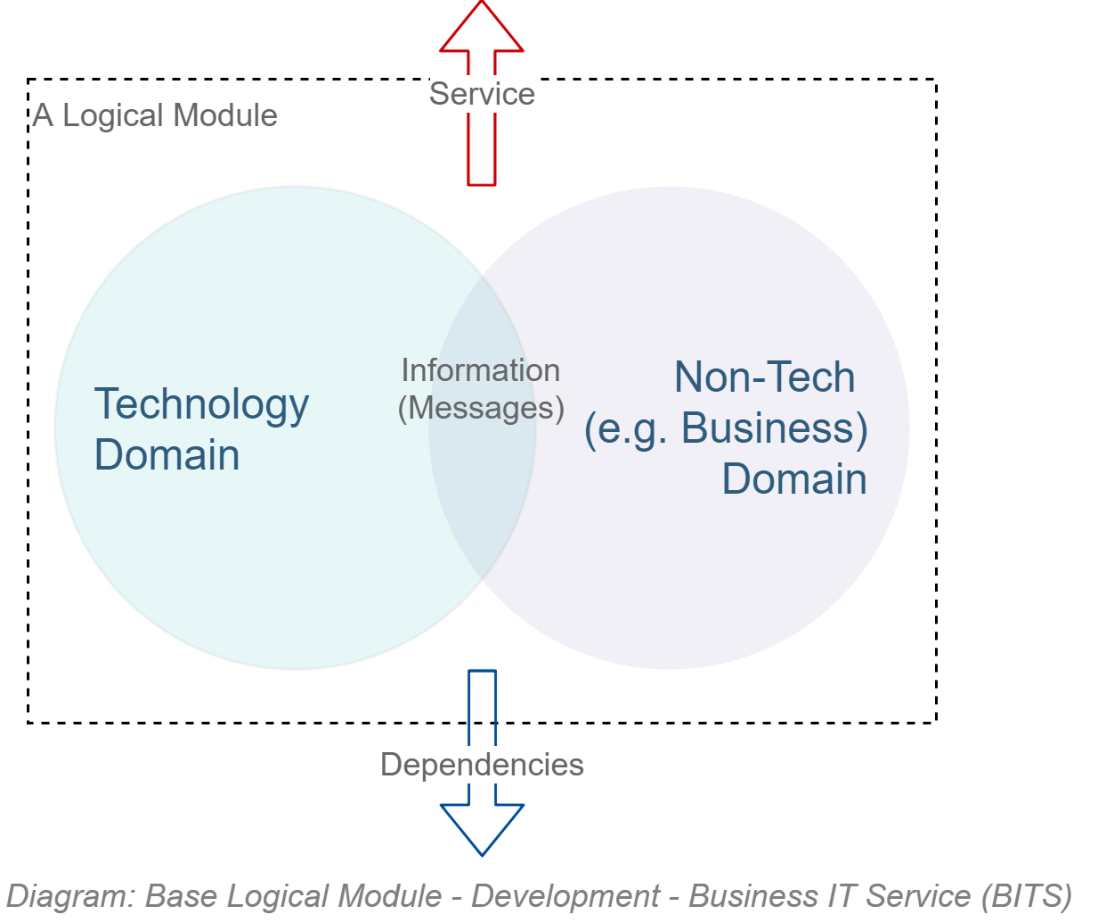 Service
A Logical Module
Information
(Messages)
Technology
Domain
Non-Tech
(e.g. Business)
Domain
Dependencies
Diagram: Base Logical Module - Development - Business IT Service (BITS)